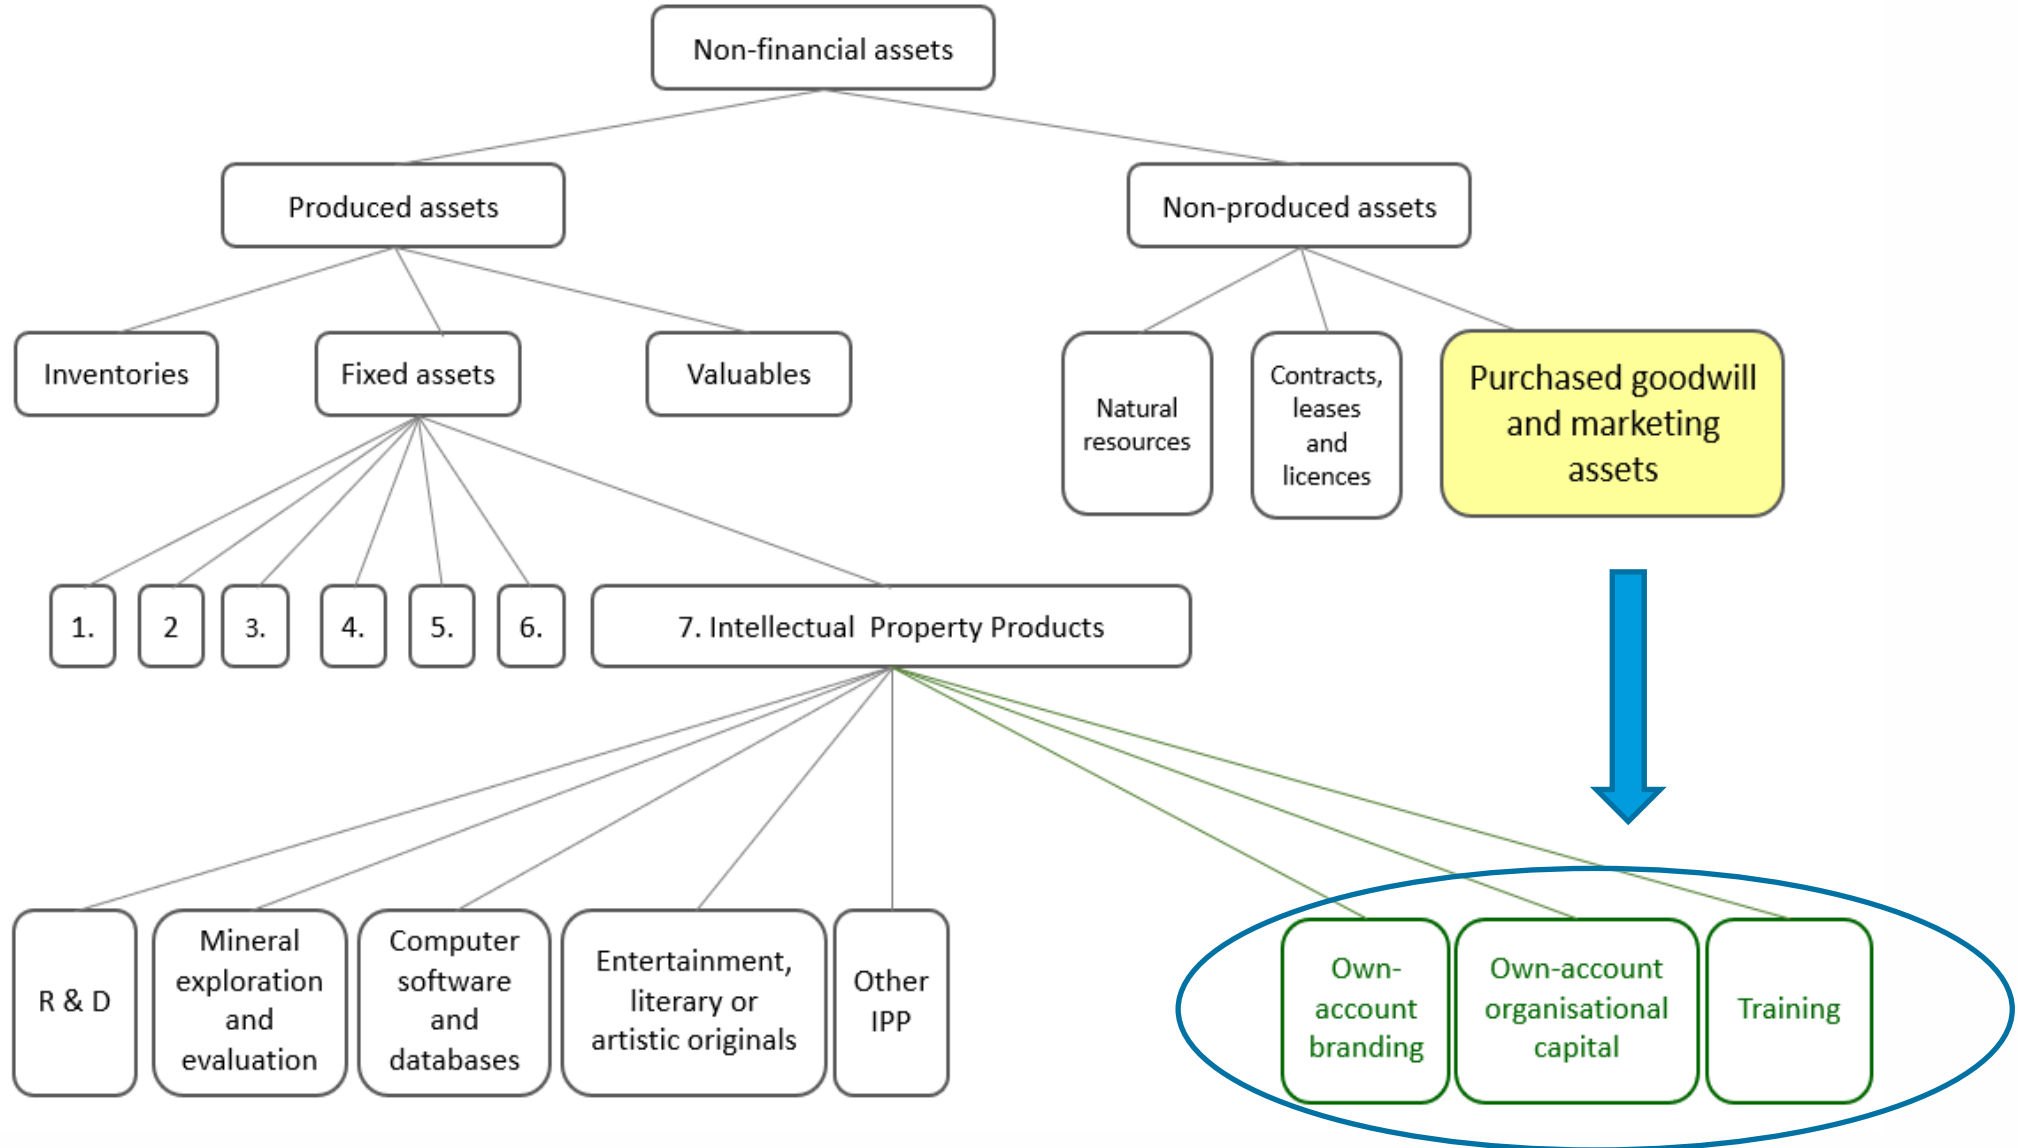 Non-financial assets
Produced assets
Non-produced assets
Inventories
Fixed assets
Valuables
Natural
resources
Contracts,
leases
and
licences
Purchased goodwill
and marketing
assets
1.
2
3.
4.
5.
6.
7. Intellectual Property Products
R & D
Mineral
exploration
and
evaluation
Computer
software
and
databases
Entertainment,
literary or
artistic originals
Other
IPP
Own-
account
branding
Own-account
organisational
capital
Training